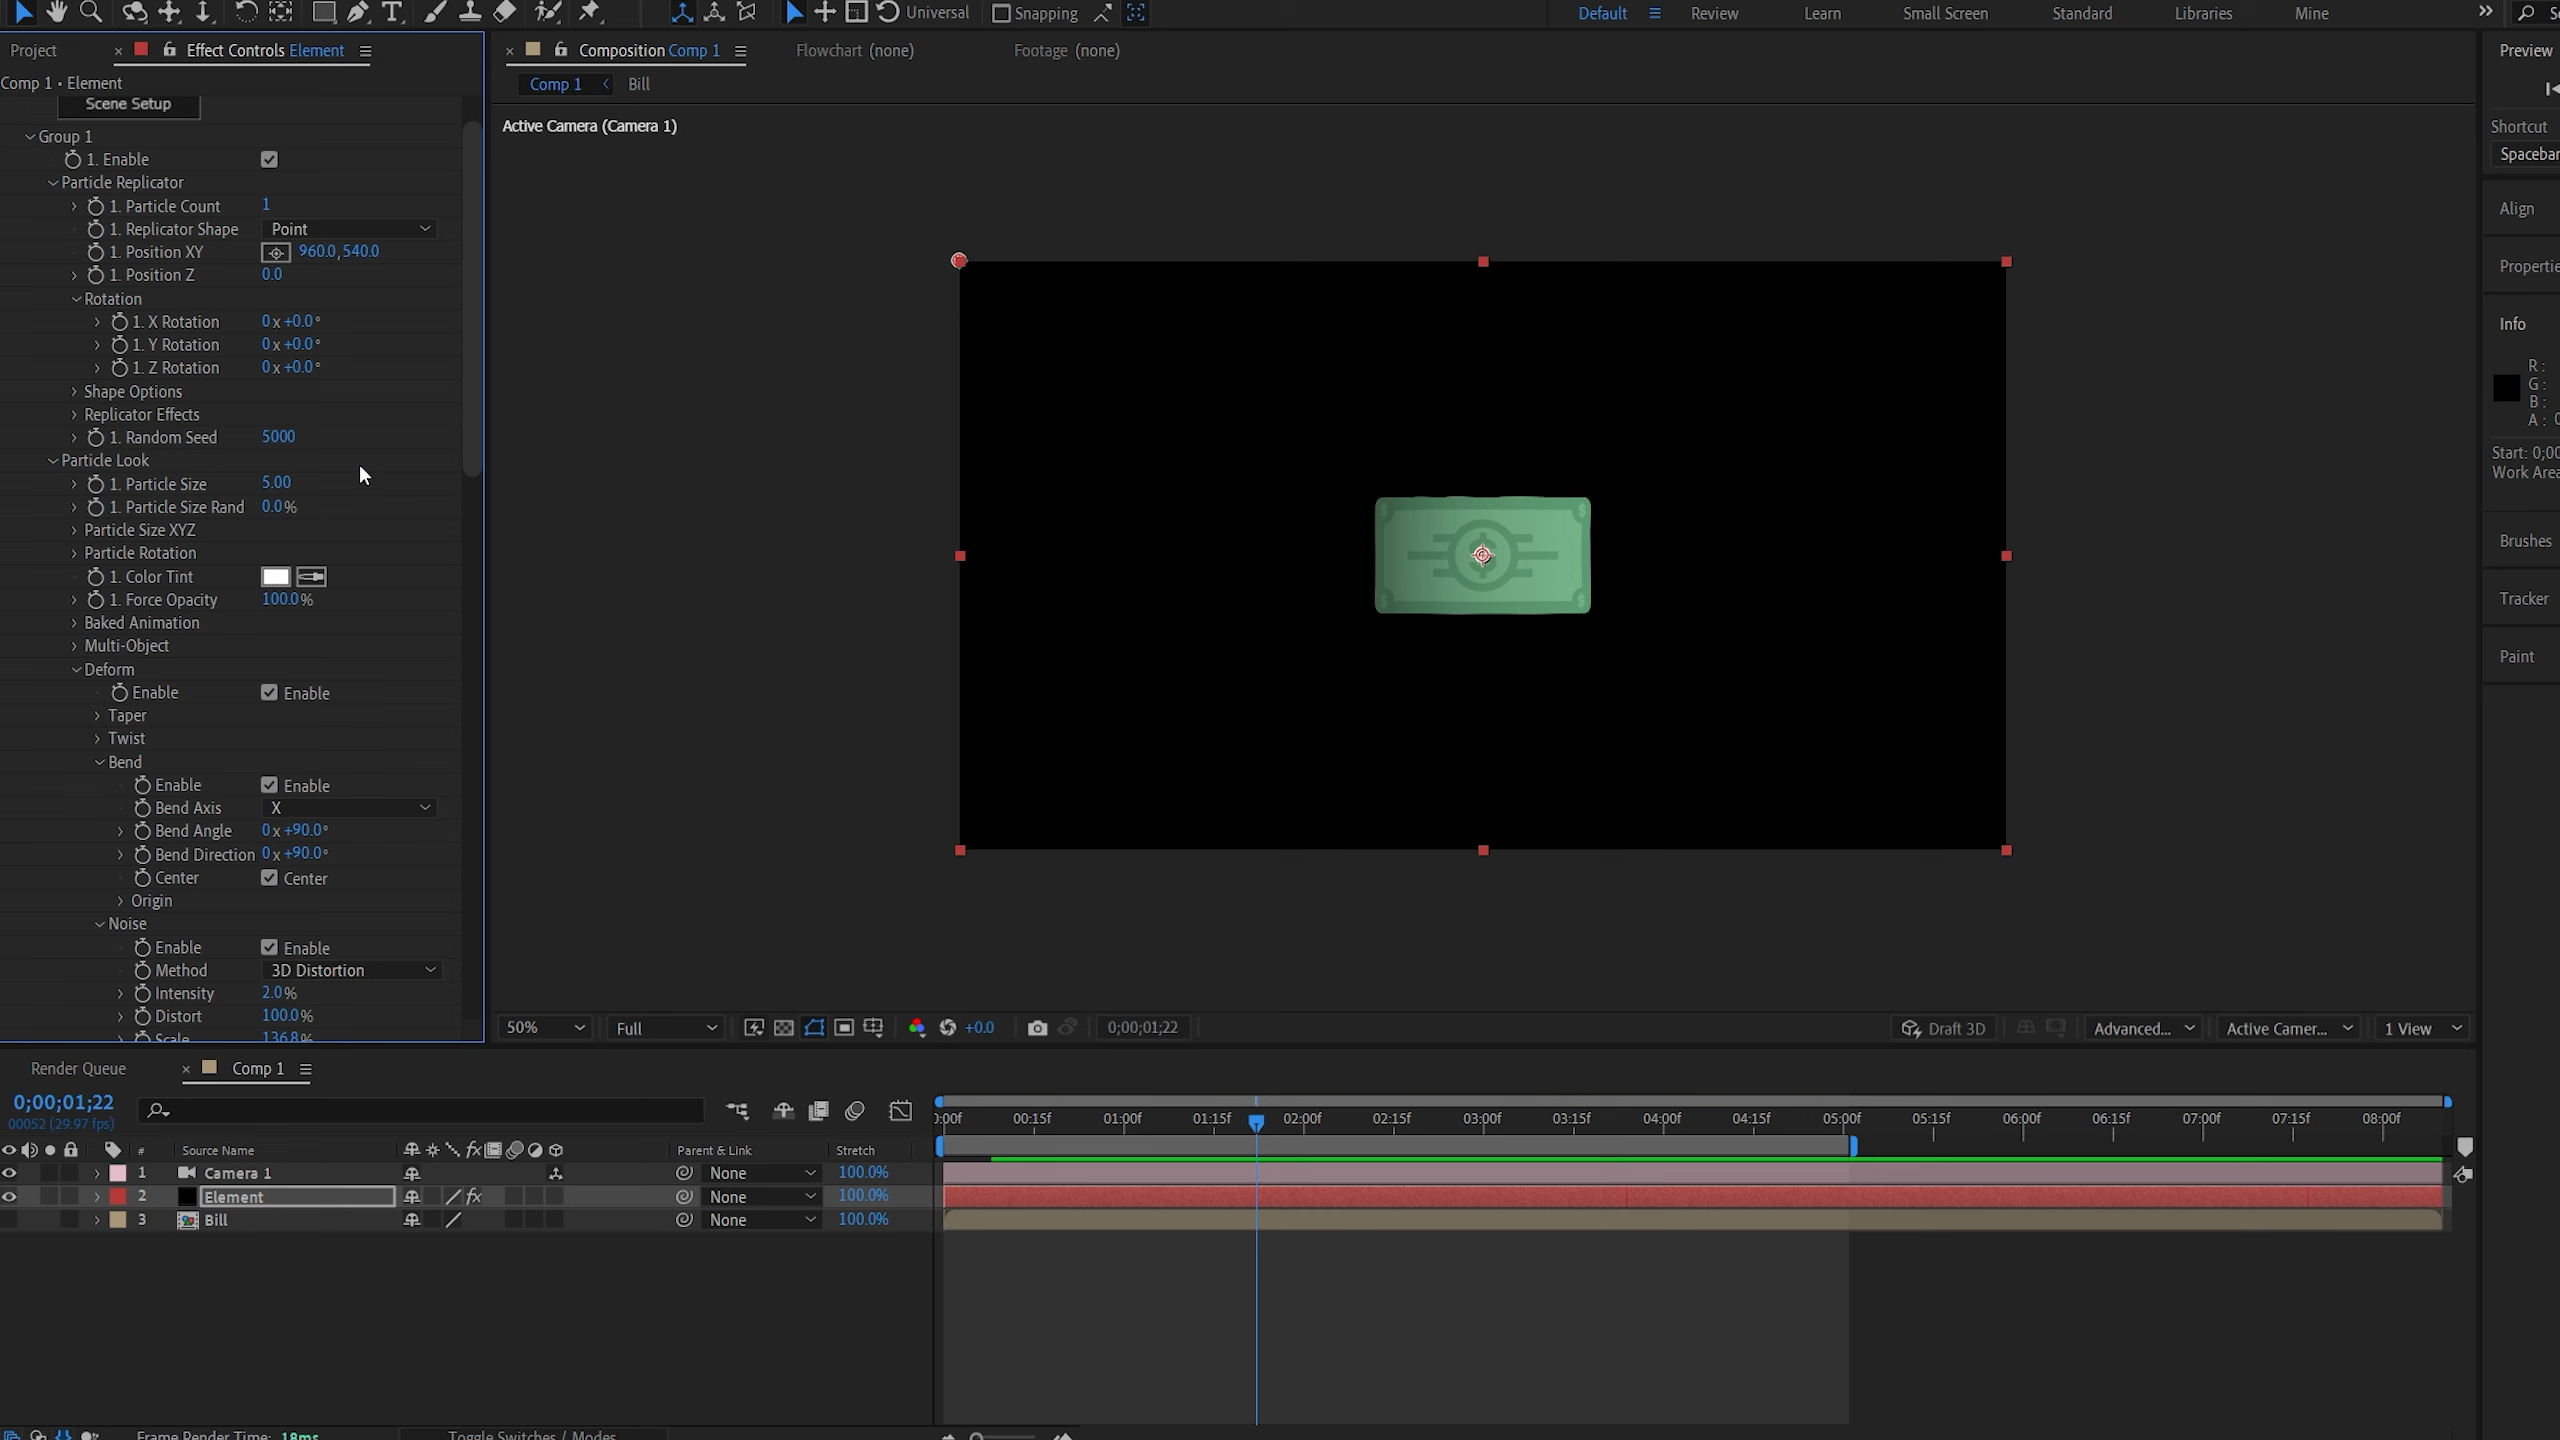 Universal
Snapping
Default
Review
Learn
Small Screen
Standard
Libraries
Mine
Project
Effect Controls Element
Composition Comp 1
Flowchart (none)
Footage (none)
Preview
Comp 1 • Element
Comp 1
Bill
Scene Setup
Active Camera (Camera 1)
Shortcut
Spacebar
Group 1
1. Enable
Particle Replicator
1. Particle Count 1
1. Replicator Shape Point
1. Position XY 960.0, 540.0
1. Position Z 0.0
Rotation
1. X Rotation 0x+0.0°
1. Y Rotation 0x+0.0°
1. Z Rotation 0x+0.0°
Shape Options
Replicator Effects
1. Random Seed 5000
Particle Look
1. Particle Size 5.00
1. Particle Size Rand 0.0%
Particle Size XYZ
Particle Rotation
1. Color Tint
1. Force Opacity 100.0%
Baked Animation
Multi-Object
Deform
Enable Enable
Taper
Twist
Bend
Enable Enable
Bend Axis X
Bend Angle 0x+90.0°
Bend Direction 0x+90.0°
Center Center
Origin
Noise
Enable Enable
Method 3D Distortion
Intensity 2.0%
Distort 100.0%
Scale 136.8%
Align
Propertie
Info
R:
G:
B:
A: 0
Start: 0;00
Work Area
Brushes
Tracker
Paint
$ $
$
$ $
50% Full +0.0 0;00;01;22 Draft 3D Advanced... Active Camer... 1 View
Render Queue Comp 1
0;00;01;22
00052 (29.97 fps)
:00f 00:15f 01:00f 01:15f 02:00f 02:15f 03:00f 03:15f 04:00f 04:15f 05:00f 05:15f 06:00f 06:15f 07:00f 07:15f 08:00f
# Source Name fx Parent & Link Stretch
1 Camera 1 None 100.0%
2 Element fx None 100.0%
3 Bill None 100.0%
Frame Render Time: 18ms
Toggle Switches / Modes